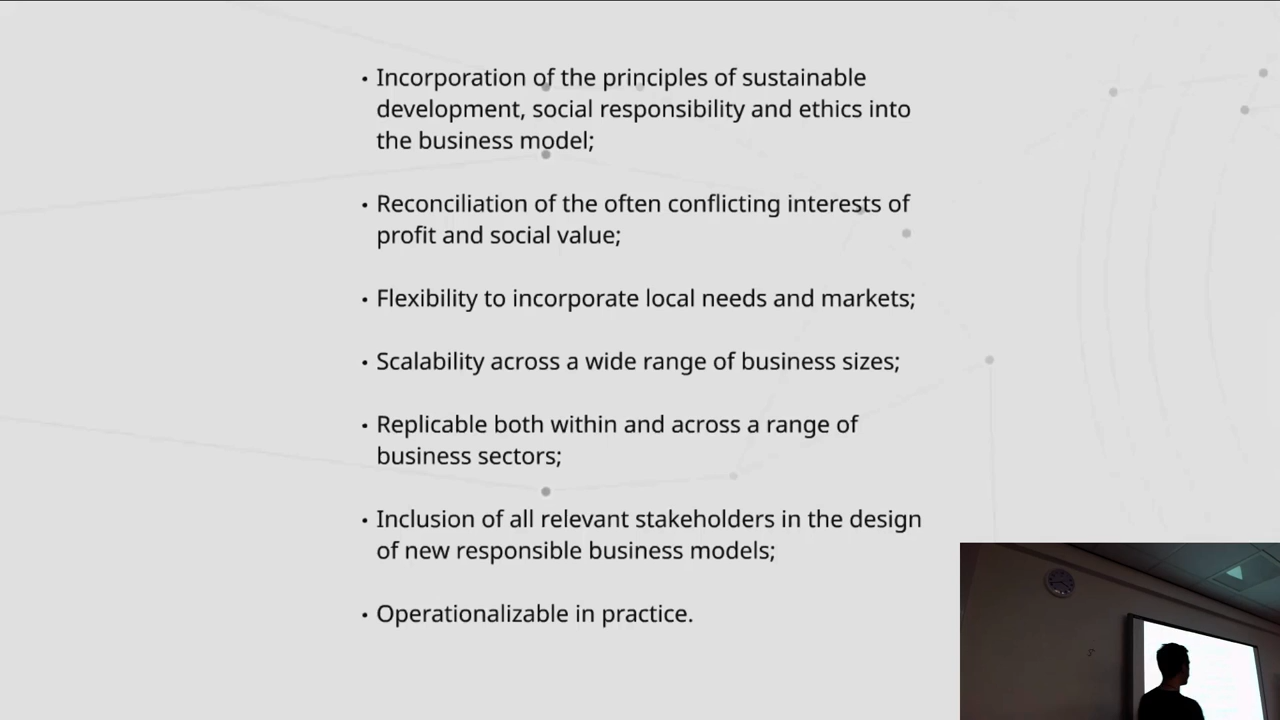 • Incorporation of the principles of sustainable
development, social responsibility and ethics into
the business model;
• Reconciliation of the often conflicting interests of
profit and social value;
• Flexibility to incorporate local needs and markets;
• Scalability across a wide range of business sizes;
• Replicable both within and across a range of
business sectors;
• Inclusion of all relevant stakeholders in the design
of new responsible business models;
• Operationalizable in practice.